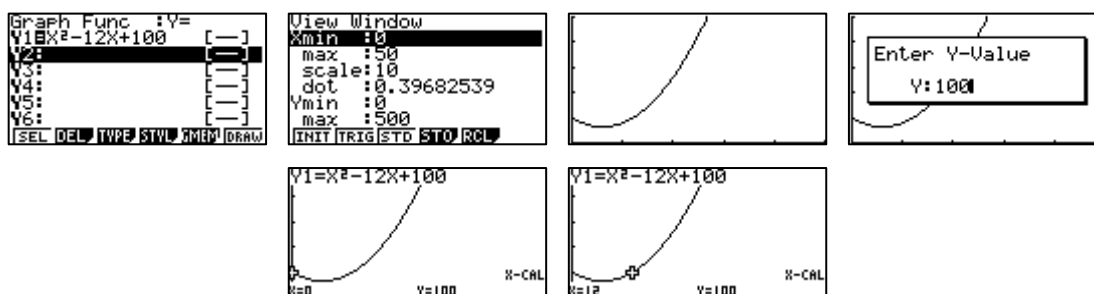 Graph Func :Y=
Y1=X²-12X+100 [—]
Y2: [—]
Y3: [—]
Y4: [—]
Y5: [—]
Y6: [—]
SEL DEL TYPE STYL GMEM DRAW
View Window
Xmin :0
max :50
scale:10
dot :0.39682539
Ymin :0
max :500
INIT TRIG STD STO RCL
Enter Y-Value
Y:100
Y1=X²-12X+100
X-CAL
X=0 Y=100
Y1=X²-12X+100
X-CAL
X=12 Y=100